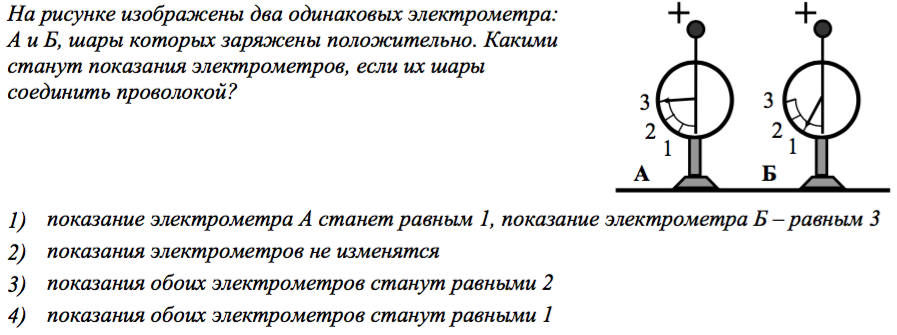 На рисунке изображены два одинаковых электрометра:
А и Б, шары которых заряжены положительно. Какими
станут показания электрометров, если их шары
соединить проволокой?
+ +
3 3
2 2
1 1
А Б
1) показание электрометра А станет равным 1, показание электрометра Б – равным 3
2) показания электрометров не изменятся
3) показания обоих электрометров станут равными 2
4) показания обоих электрометров станут равными 1